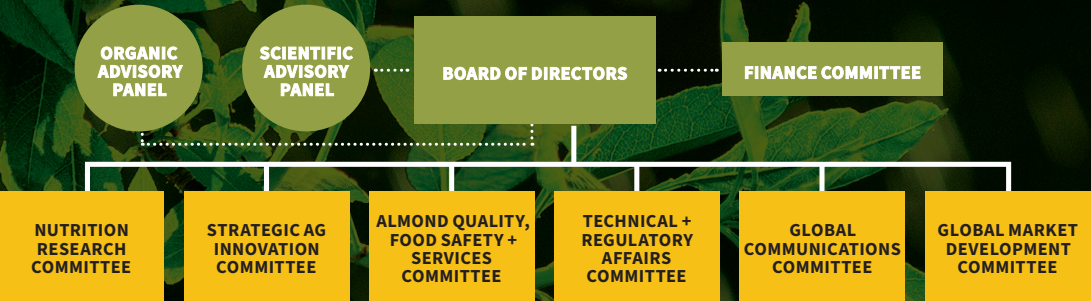 ORGANIC
ADVISORY
PANEL
SCIENTIFIC
ADVISORY
PANEL
BOARD OF DIRECTORS
FINANCE COMMITTEE
NUTRITION
RESEARCH
COMMITTEE
STRATEGIC AG
INNOVATION
COMMITTEE
ALMOND QUALITY,
FOOD SAFETY +
SERVICES
COMMITTEE
TECHNICAL +
REGULATORY
AFFAIRS
COMMITTEE
GLOBAL
COMMUNICATIONS
COMMITTEE
GLOBAL MARKET
DEVELOPMENT
COMMITTEE